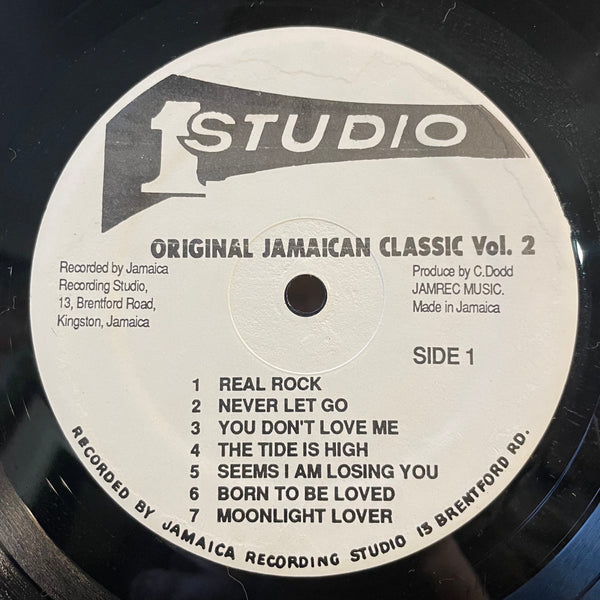 1 STUDIO
ORIGINAL JAMAICAN CLASSIC Vol. 2
Recorded by Jamaica
Recording Studio,
13, Brentford Road,
Kingston, Jamaica
Produce by C.Dodd
JAMREC MUSIC.
Made in Jamaica
SIDE 1
1 REAL ROCK
2 NEVER LET GO
3 YOU DON'T LOVE ME
4 THE TIDE IS HIGH
5 SEEMS I AM LOSING YOU
6 BORN TO BE LOVED
7 MOONLIGHT LOVER
RECORDED BY JAMAICA RECORDING STUDIO 13 BRENTFORD RD.